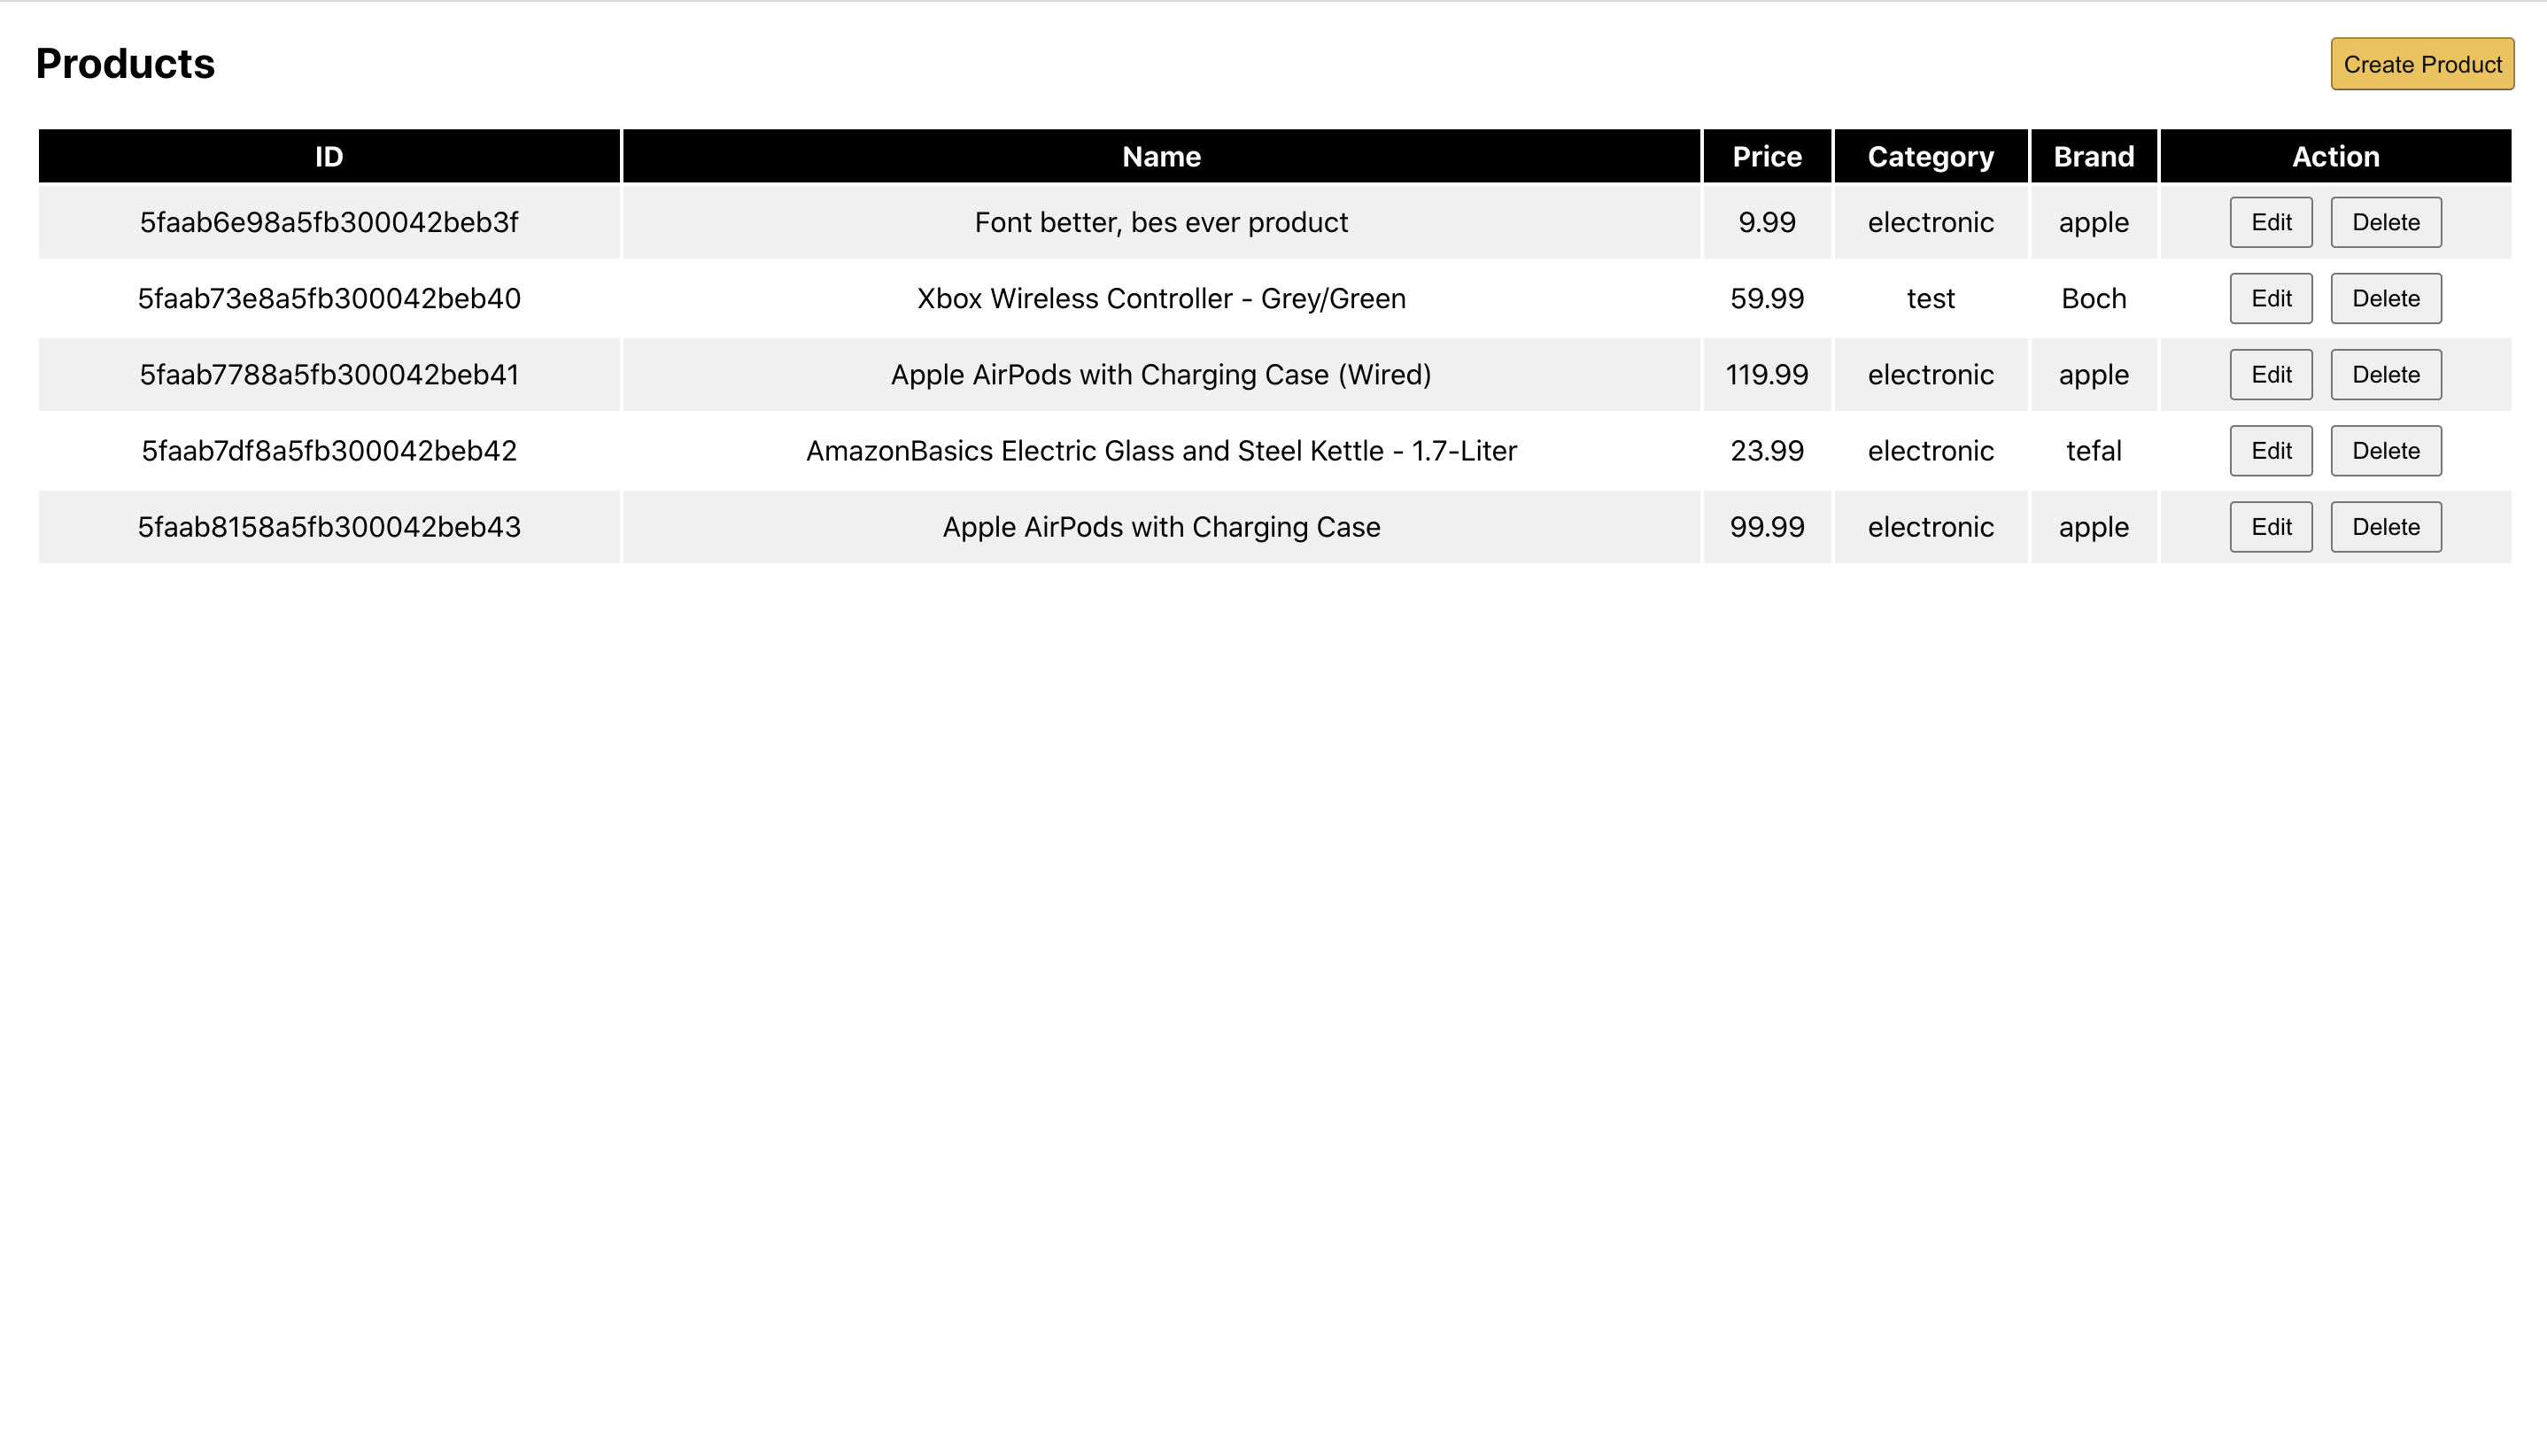 Products
Create Product
ID Name Price Category Brand Action
5faab6e98a5fb300042beb3f Font better, bes ever product 9.99 electronic apple Edit Delete
5faab73e8a5fb300042beb40 Xbox Wireless Controller - Grey/Green 59.99 test Boch Edit Delete
5faab7788a5fb300042beb41 Apple AirPods with Charging Case (Wired) 119.99 electronic apple Edit Delete
5faab7df8a5fb300042beb42 AmazonBasics Electric Glass and Steel Kettle - 1.7-Liter 23.99 electronic tefal Edit Delete
5faab8158a5fb300042beb43 Apple AirPods with Charging Case 99.99 electronic apple Edit Delete